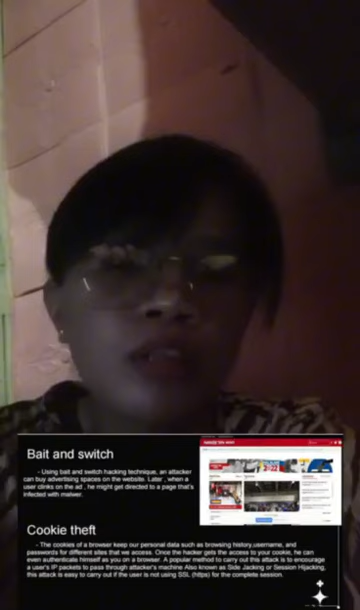 Bait and switch
- Using bait and switch hacking technique, an attacker
can buy advertising spaces on the website. Later , when a
user clinks on the ad , he might get directed to a page that's
infected with malwer.
2-22
Cookie theft
- The cookies of a browser keep our personal data such as browsing history,username, and
passwords for different sites that we access. Once the hacker gets the access to your cookie, he can
even authenticate himself as you on a browser. A popular method to carry out this attack is to encourage
a user's IP packets to pass through attacker's machine Also known as Side Jacking or Session Hijacking,
this attack is easy to carry out if the user is not using SSL (https) for the complete session.